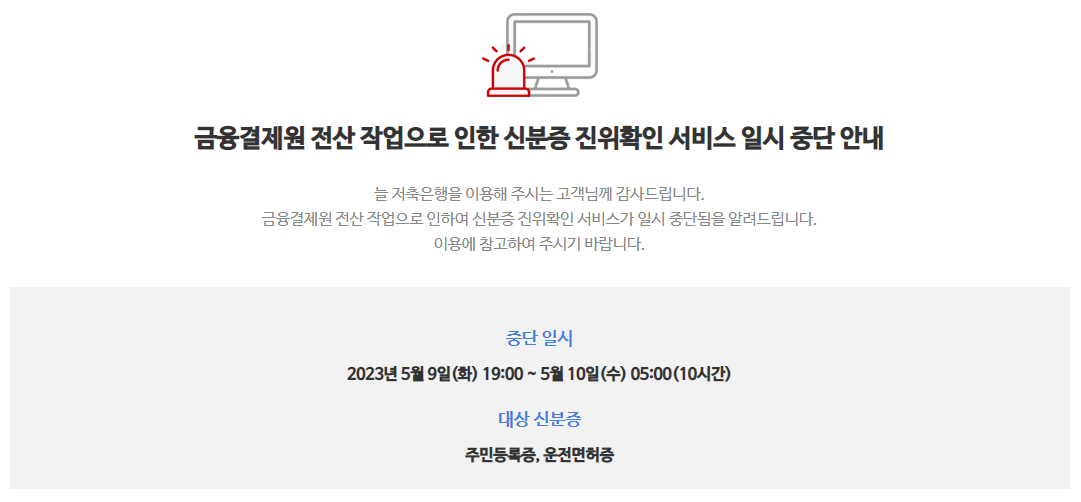 금융결제원 전산 작업으로 인한 신분증 진위확인 서비스 일시 중단 안내
늘 저축은행을 이용해 주시는 고객님께 감사드립니다.
금융결제원 전산 작업으로 인하여 신분증 진위확인 서비스가 일시 중단됨을 알려드립니다.
이용에 참고하여 주시기 바랍니다.
중단 일시
2023년 5월 9일(화) 19:00 ~ 5월 10일(수) 05:00(10시간)
대상 신분증
주민등록증, 운전면허증